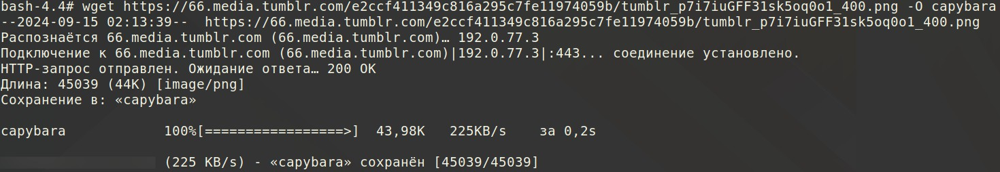 bash-4.4# wget https://66.media.tumblr.com/e2ccf411349c816a295c7fe11974059b/tumblr_p7i7iuGFF31sk5oq0o1_400.png -O capybara
--2024-09-15 02:13:39--  https://66.media.tumblr.com/e2ccf411349c816a295c7fe11974059b/tumblr_p7i7iuGFF31sk5oq0o1_400.png
Распознаётся 66.media.tumblr.com (66.media.tumblr.com)… 192.0.77.3
Подключение к 66.media.tumblr.com (66.media.tumblr.com)|192.0.77.3|:443... соединение установлено.
HTTP-запрос отправлен. Ожидание ответа… 200 OK
Длина: 45039 (44K) [image/png]
Сохранение в: «capybara»
capybara            100%[=================>]  43,98K   225KB/s    за 0,2s
(225 KB/s) - «capybara» сохранён [45039/45039]